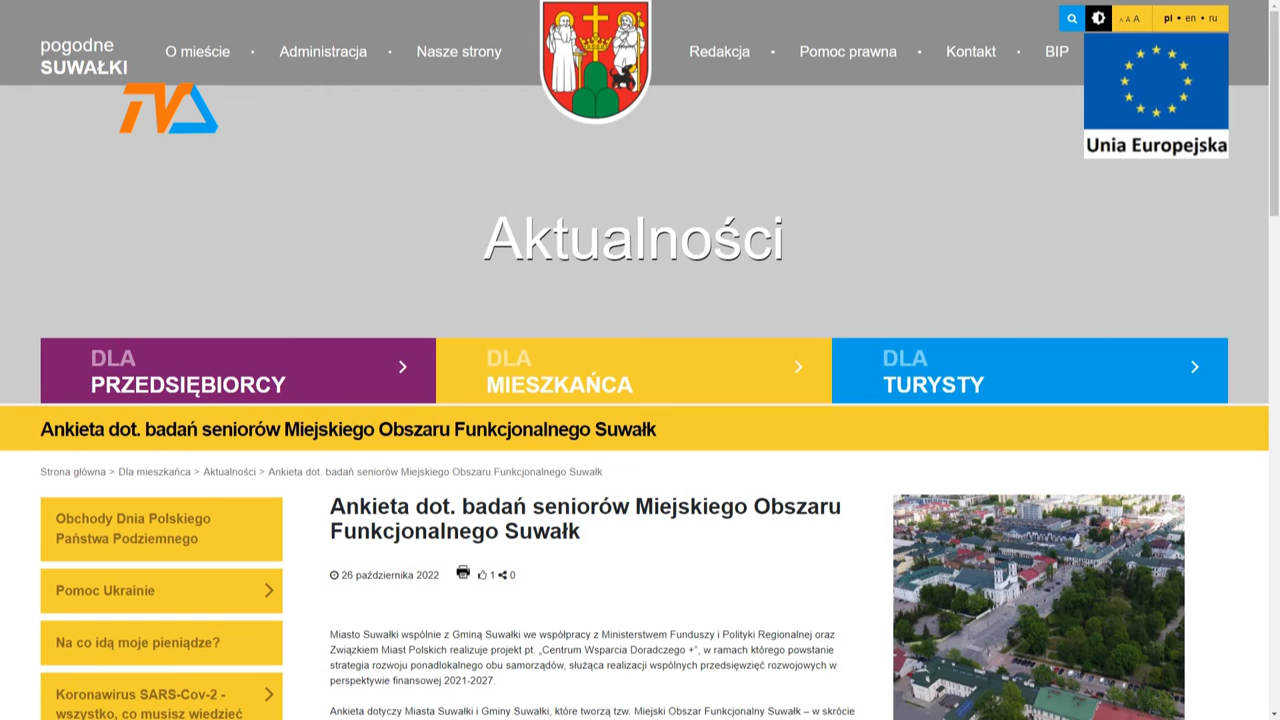 pogodne
SUWAŁKI
O mieście • Administracja • Nasze strony
Redakcja • Pomoc prawna • Kontakt • BIP
A A A
pl • en • ru
TVS
Unia Europejska
Aktualności
DLA
PRZEDSIĘBIORCY
DLA
MIESZKAŃCA
DLA
TURYSTY
Ankieta dot. badań seniorów Miejskiego Obszaru Funkcjonalnego Suwałk
Strona główna > Dla mieszkańca > Aktualności > Ankieta dot. badań seniorów Miejskiego Obszaru Funkcjonalnego Suwałk
Obchody Dnia Polskiego
Państwa Podziemnego
Pomoc Ukrainie
Na co idą moje pieniądze?
Koronawirus SARS-Cov-2 -
wszystko, co musisz wiedzieć
Ankieta dot. badań seniorów Miejskiego Obszaru
Funkcjonalnego Suwałk
26 października 2022 1 0
Miasto Suwałki wspólnie z Gminą Suwałki we współpracy z Ministerstwem Funduszy i Polityki Regionalnej oraz
Związkiem Miast Polskich realizuje projekt pt. „Centrum Wsparcia Doradczego +”, w ramach którego powstanie
strategia rozwoju ponadlokalnego obu samorządów, służąca realizacji wspólnych przedsięwzięć rozwojowych w
perspektywie finansowej 2021-2027.
Ankieta dotyczy Miasta Suwałki i Gminy Suwałki, które tworzą tzw. Miejski Obszar Funkcjonalny Suwałk – w skrócie